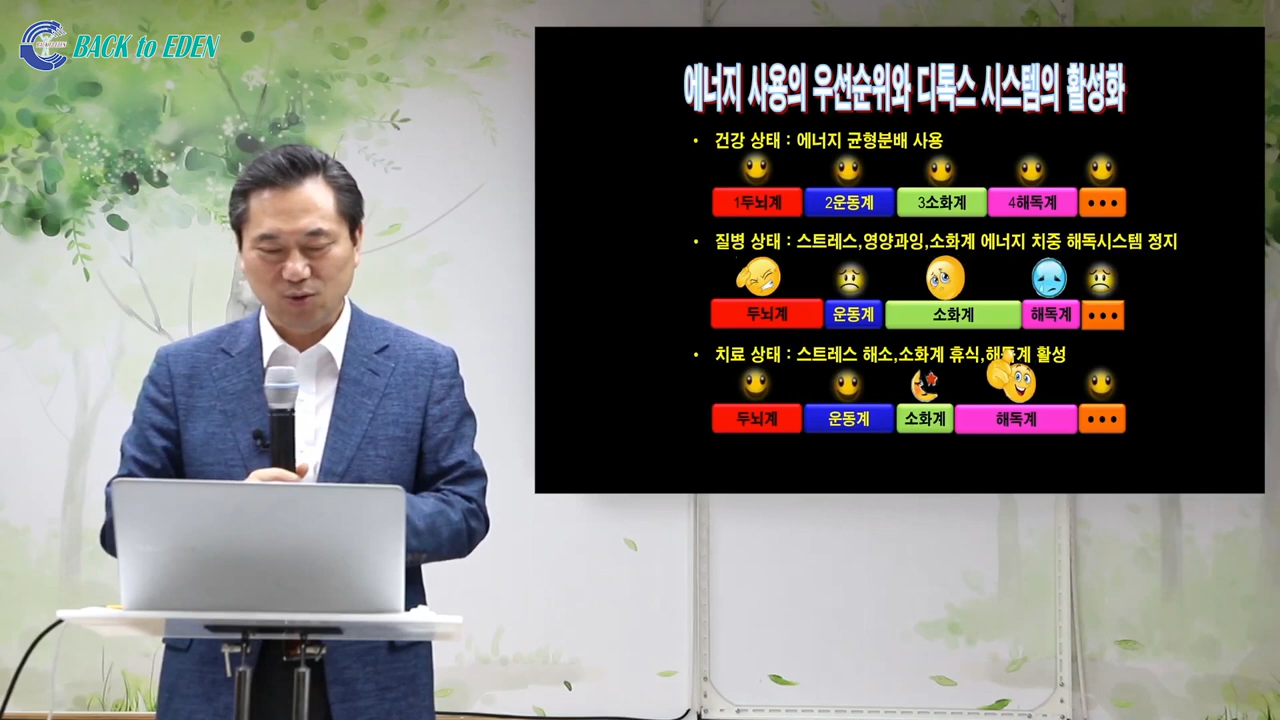 BACK to EDEN
에너지 사용의 우선순위와 디톡스 시스템의 활성화
• 건강 상태 : 에너지 균형분배 사용
1두뇌계 2운동계 3소화계 4해독계 •••
• 질병 상태 : 스트레스,영양과잉,소화계 에너지 치중 해독시스템 정지
두뇌계 운동계 소화계 해독계 •••
• 치료 상태 : 스트레스 해소,소화계 휴식,해독계 활성
두뇌계 운동계 소화계 해독계 •••